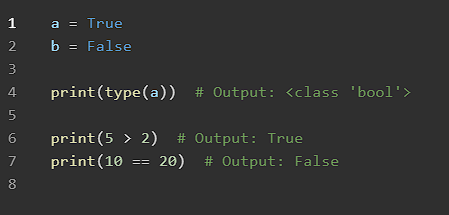 1 a = True
2 b = False
3
4 print(type(a))  # Output: <class 'bool'>
5
6 print(5 > 2)  # Output: True
7 print(10 == 20)  # Output: False
8